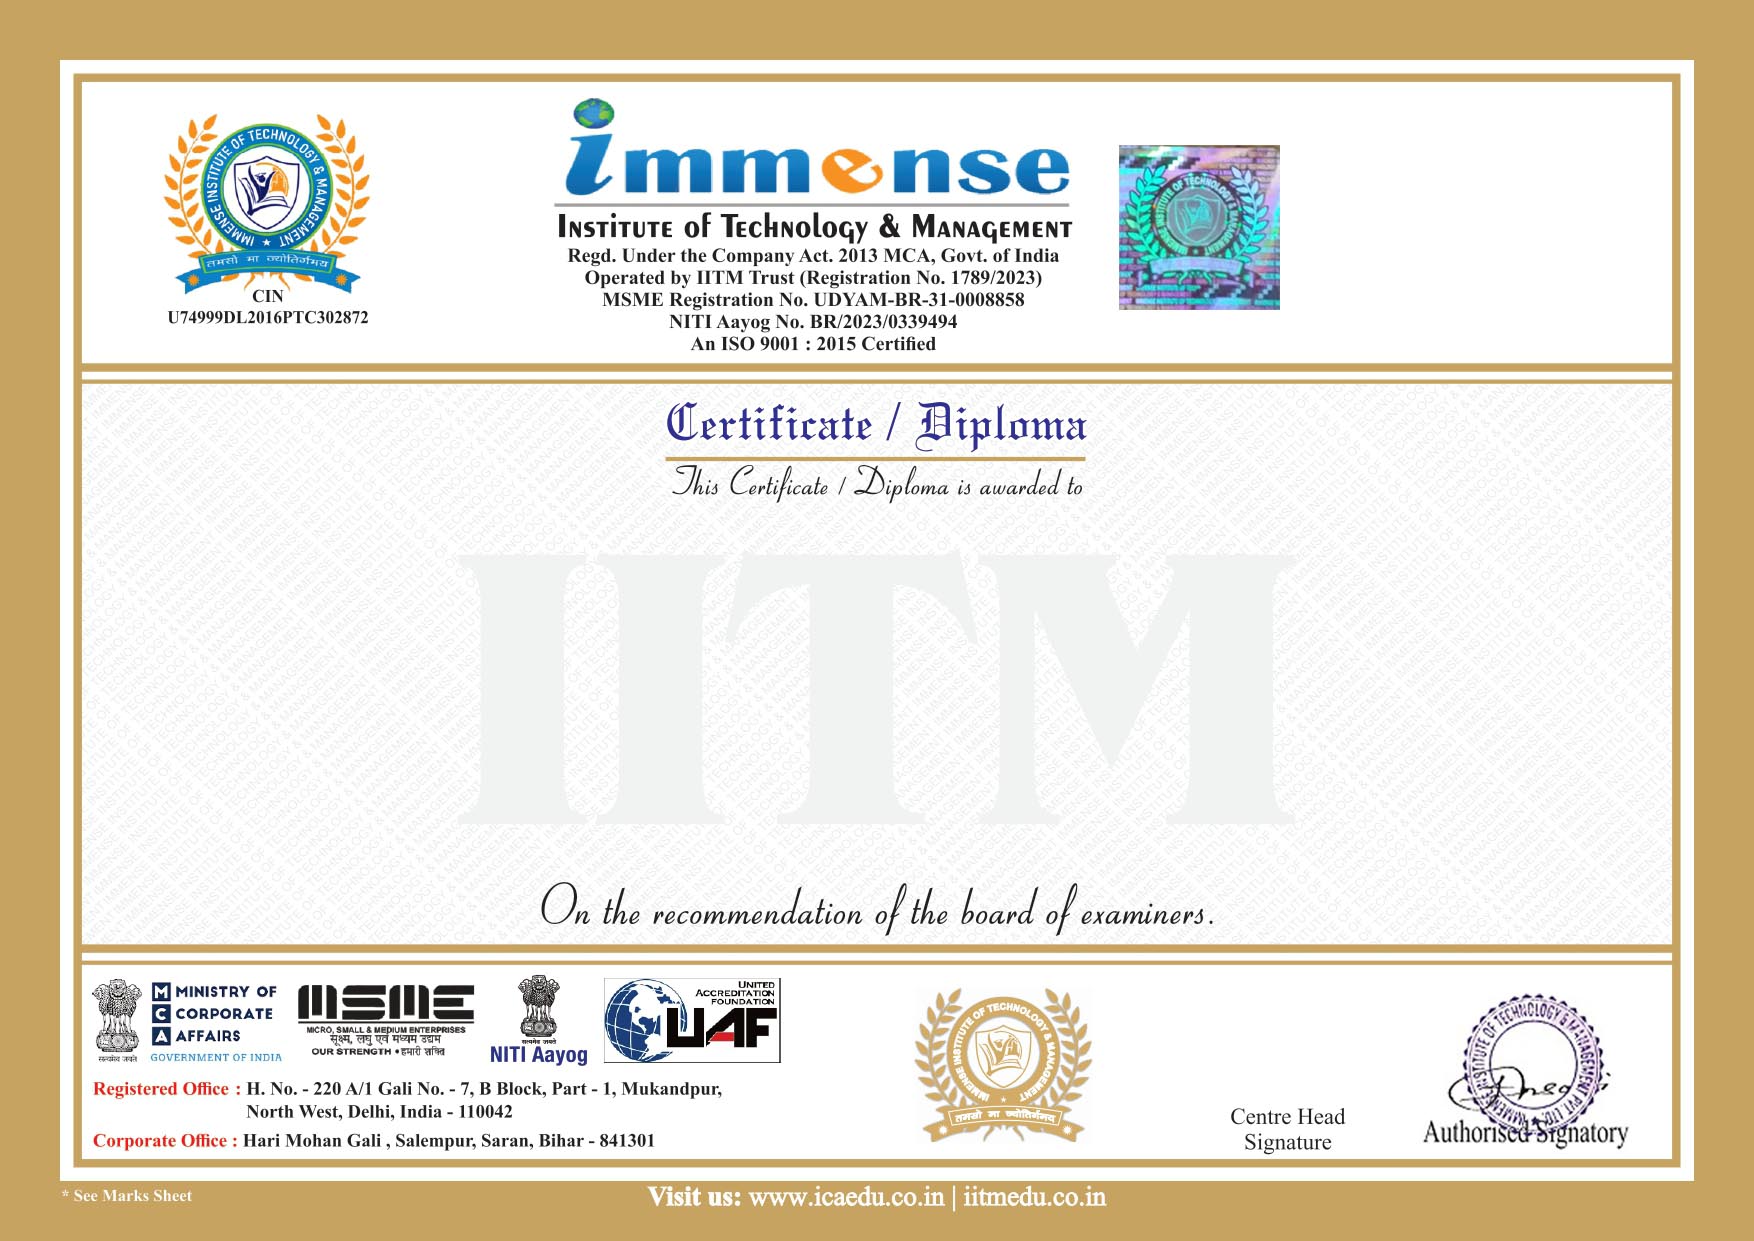 IMMENSE INSTITUTE OF TECHNOLOGY & MANAGEMENT
तमसो मा ज्योतिर्गमय
CIN
U74999DL2016PTC302872
immense
INSTITUTE of TECHNOLOGY & MANAGEMENT
Regd. Under the Company Act. 2013 MCA, Govt. of India
Operated by IITM Trust (Registration No. 1789/2023)
MSME Registration No. UDYAM-BR-31-0008858
NITI Aayog No. BR/2023/0339494
An ISO 9001 : 2015 Certified
Certificate / Diploma
This Certificate / Diploma is awarded to
IITM
On the recommendation of the board of examiners.
सत्यमेव जयते
MCA
MINISTRY OF
CORPORATE
AFFAIRS
GOVERNMENT OF INDIA
MSME
MICRO, SMALL & MEDIUM ENTERPRISES
सूक्ष्म, लघु एवं मध्यम उद्यम
OUR STRENGTH • हमारी शक्ति
सत्यमेव जयते
NITI Aayog
UNITED
ACCREDITATION
FOUNDATION
UAF
Registered Office : H. No. - 220 A/1 Gali No. - 7, B Block, Part - 1, Mukandpur,
North West, Delhi, India - 110042
Corporate Office : Hari Mohan Gali , Salempur, Saran, Bihar - 841301
IMMENSE INSTITUTE OF TECHNOLOGY & MANAGEMENT
तमसो मा ज्योतिर्गमय
Centre Head
Signature
Authorised Signatory
* See Marks Sheet
Visit us: www.icaedu.co.in | iitmedu.co.in